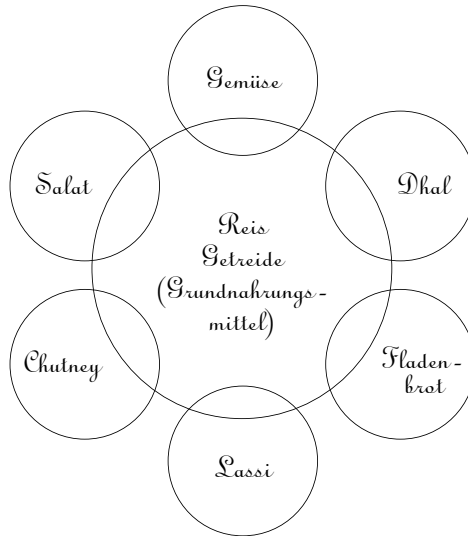 Gemüse
Salat
Dhal
Reis
Getreide
(Grundnahrungs-
mittel)
Chutney
Fladen-
brot
Lassi